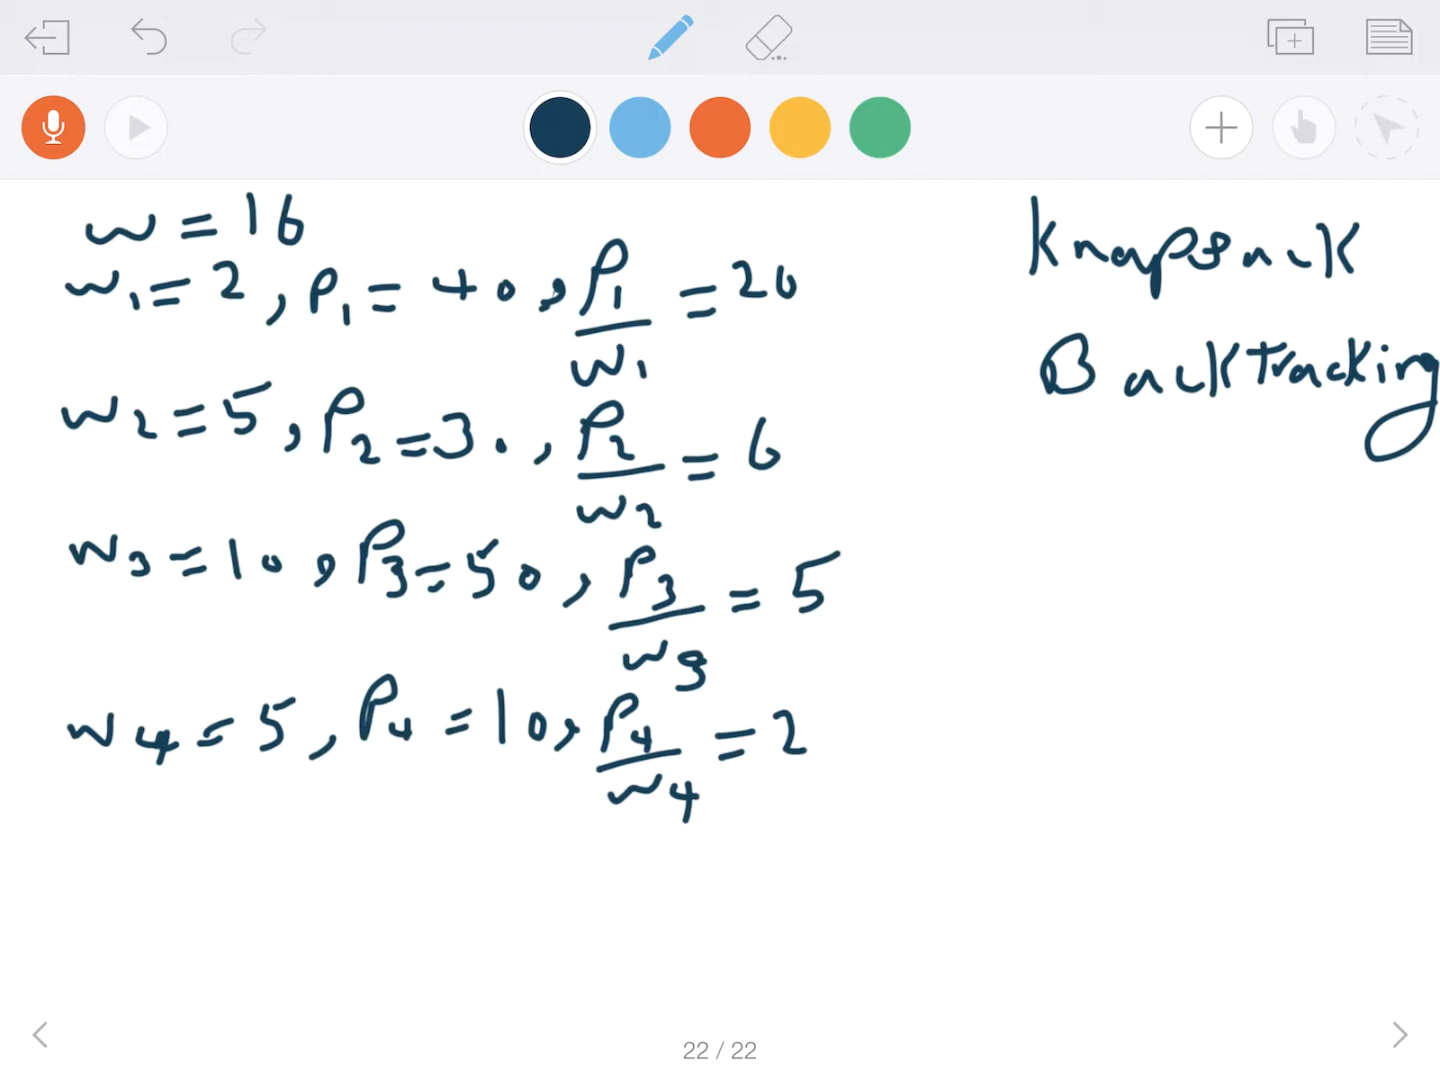 w = 16
w1 = 2, P1 = 40, P1/w1 = 20
w2 = 5, P2 = 30, P2/w2 = 6
w3 = 10, P3 = 50, P3/w3 = 5
w4 = 5, P4 = 10, P4/w4 = 2
Knapsack
Backtracking
22 / 22